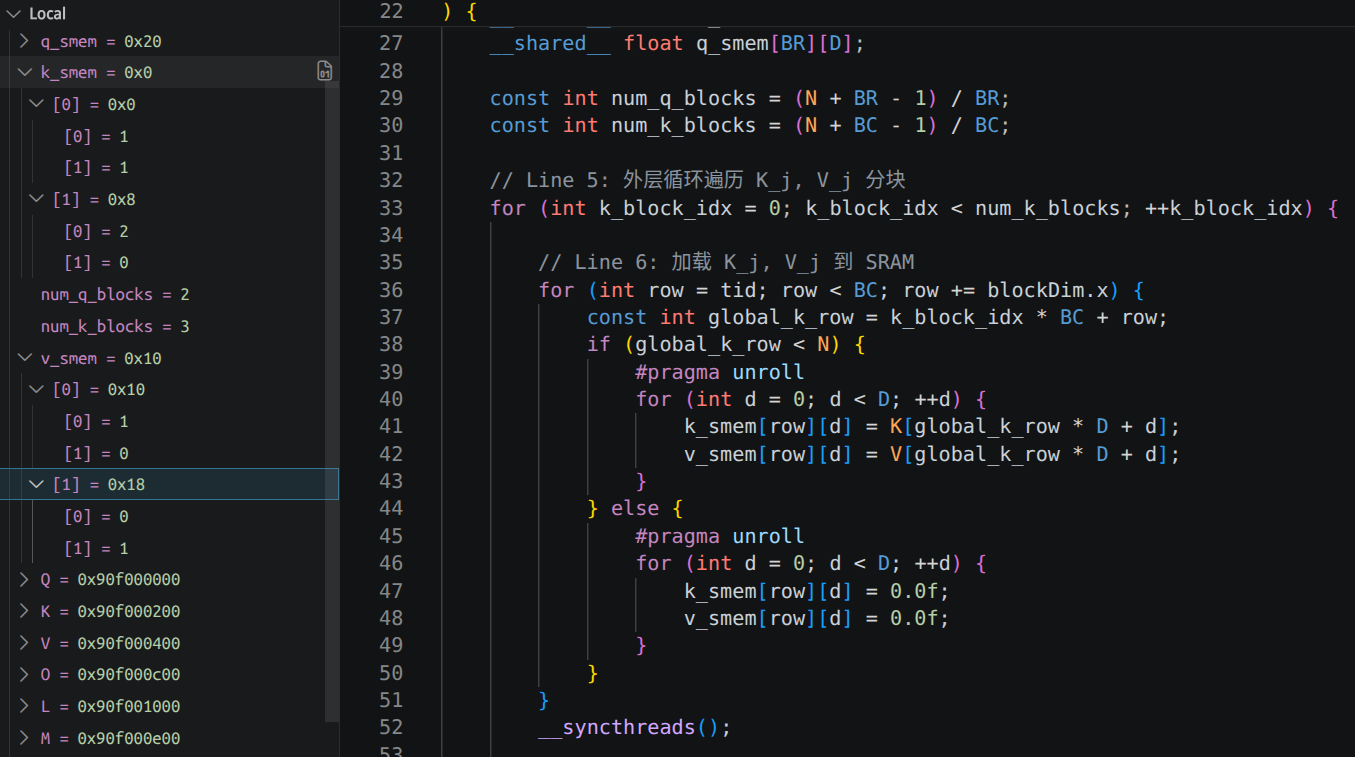 Local
q_smem = 0x20
k_smem = 0x0
[0] = 0x0
[0] = 1
[1] = 1
[1] = 0x8
[0] = 2
[1] = 0
num_q_blocks = 2
num_k_blocks = 3
v_smem = 0x10
[0] = 0x10
[0] = 1
[1] = 0
[1] = 0x18
[0] = 0
[1] = 1
Q = 0x90f000000
K = 0x90f000200
V = 0x90f000400
O = 0x90f000c00
L = 0x90f001000
M = 0x90f000e00
22 ) {
27 __shared__ float q_smem[BR][D];
28
29 const int num_q_blocks = (N + BR - 1) / BR;
30 const int num_k_blocks = (N + BC - 1) / BC;
31
32 // Line 5: 外层循环遍历 K_j, V_j 分块
33 for (int k_block_idx = 0; k_block_idx < num_k_blocks; ++k_block_idx) {
34
35 // Line 6: 加载 K_j, V_j 到 SRAM
36 for (int row = tid; row < BC; row += blockDim.x) {
37 const int global_k_row = k_block_idx * BC + row;
38 if (global_k_row < N) {
39 #pragma unroll
40 for (int d = 0; d < D; ++d) {
41 k_smem[row][d] = K[global_k_row * D + d];
42 v_smem[row][d] = V[global_k_row * D + d];
43 }
44 } else {
45 #pragma unroll
46 for (int d = 0; d < D; ++d) {
47 k_smem[row][d] = 0.0f;
48 v_smem[row][d] = 0.0f;
49 }
50 }
51 }
52 __syncthreads();
53